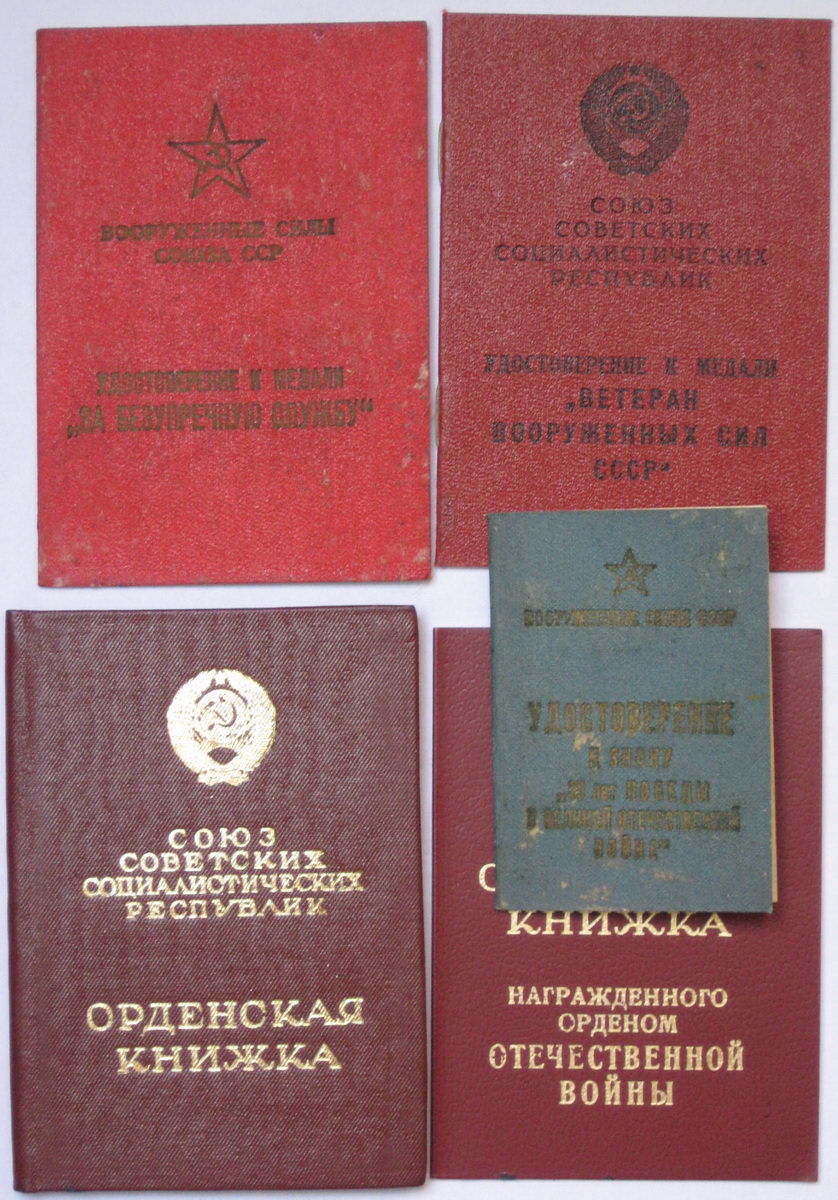 ВООРУЖЕННЫЕ СИЛЫ
СОЮЗА ССР
УДОСТОВЕРЕНИЕ К МЕДАЛИ
„ЗА БЕЗУПРЕЧНУЮ СЛУЖБУ“
СОЮЗ
СОВЕТСКИХ
СОЦИАЛИСТИЧЕСКИХ
РЕСПУБЛИК
УДОСТОВЕРЕНИЕ К МЕДАЛИ
„ВЕТЕРАН
ВООРУЖЕННЫХ СИЛ
СССР“
ВООРУЖЕННЫЕ СИЛЫ СССР
УДОСТОВЕРЕНИЕ
К ЗНАКУ
ЛЕТ ПОБЕДЫ
В ВЕЛИКОЙ ОТЕЧЕСТВЕННОЙ
ВОЙНЕ“
СОЮЗ
СОВЕТСКИХ
СОЦИАЛИСТИЧЕСКИХ
РЕСПУБЛИК
ОРДЕНСКАЯ
КНИЖКА
КНИЖКА
НАГРАЖДЕННОГО
ОРДЕНОМ
ОТЕЧЕСТВЕННОЙ
ВОЙНЫ